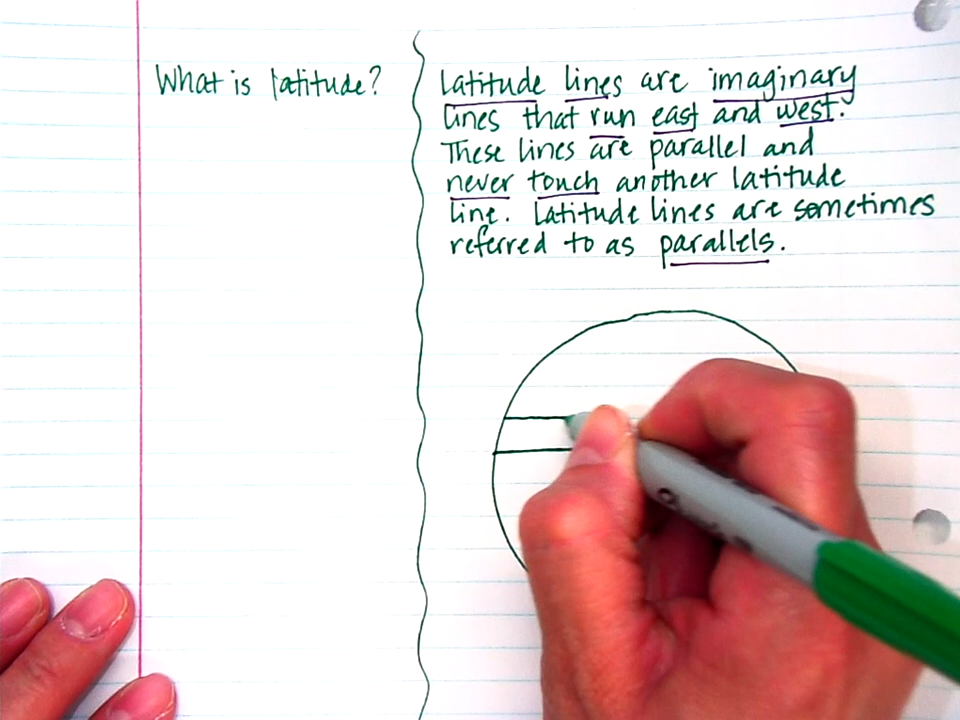 What is latitude?
Latitude lines are imaginary
lines that run east and west.
These lines are parallel and
never touch another latitude
line. Latitude lines are sometimes
referred to as parallels.